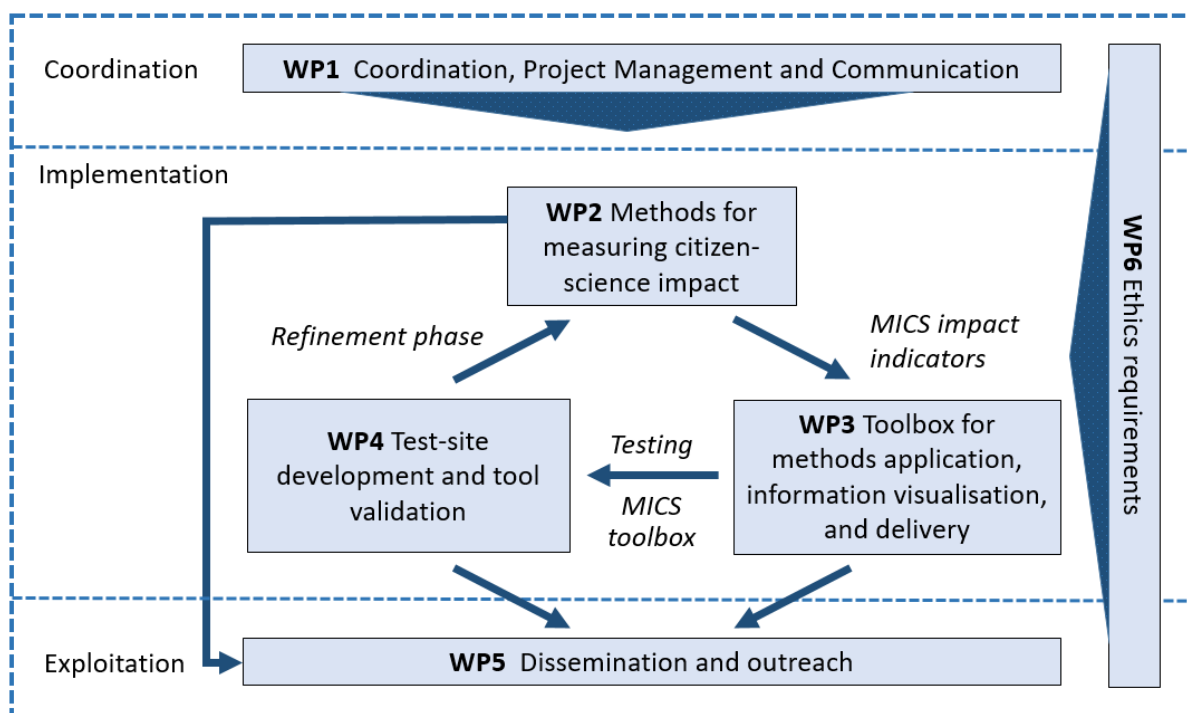 Coordination
WP1 Coordination, Project Management and Communication
Implementation
WP2 Methods for
measuring citizen-
science impact
Refinement phase
MICS impact
indicators
WP4 Test-site
development and tool
validation
Testing
MICS
toolbox
WP3 Toolbox for
methods application,
information visualisation,
and delivery
WP6 Ethics requirements
Exploitation
WP5 Dissemination and outreach